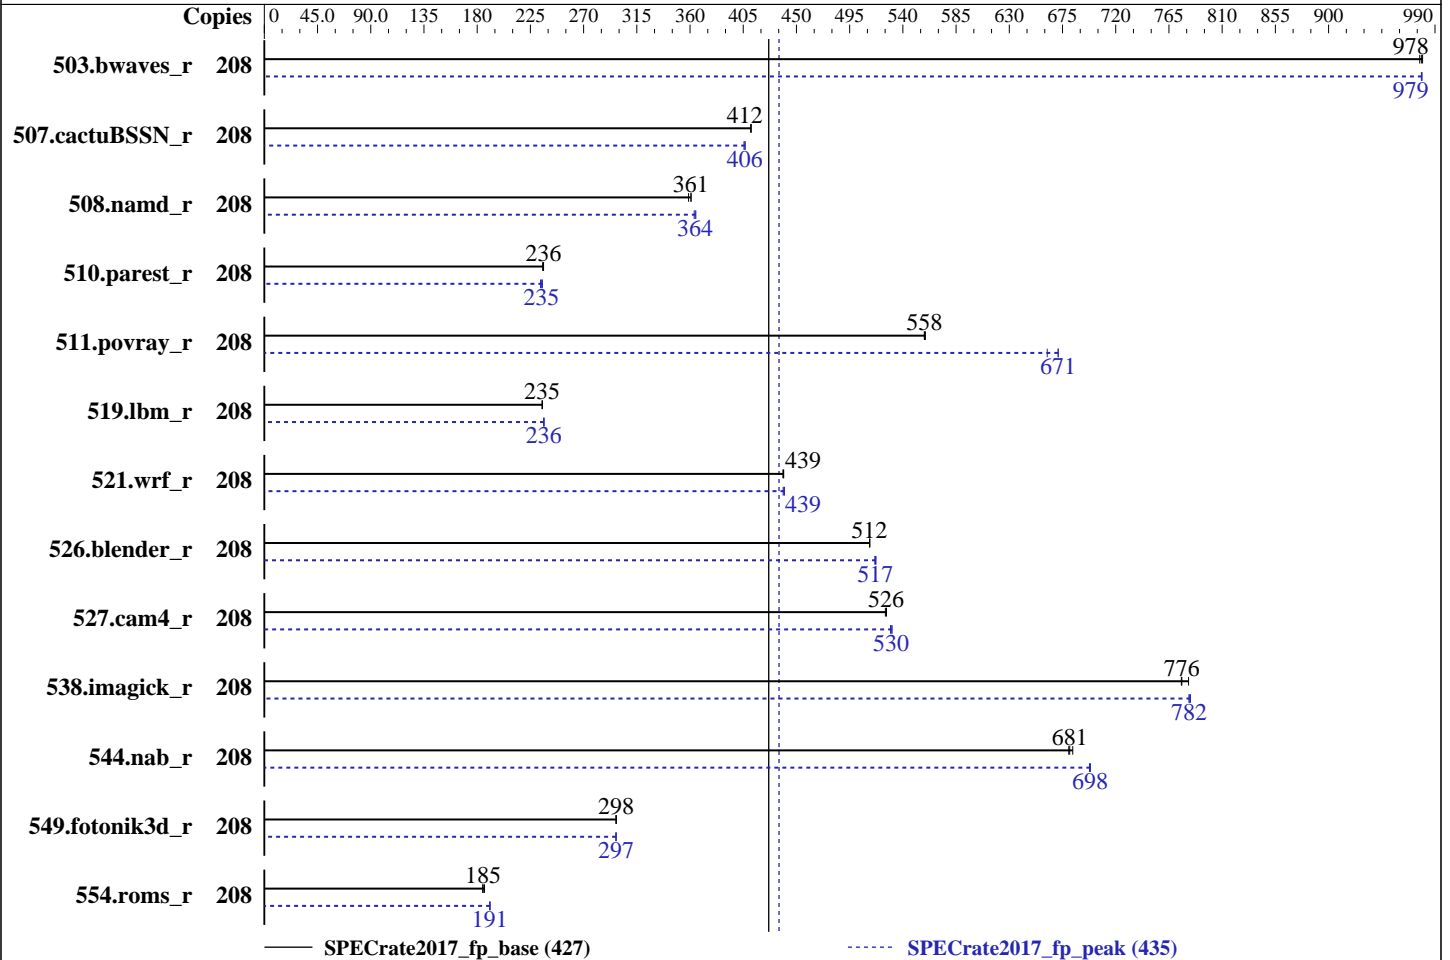 Copies 0 45.0 90.0 135 180 225 270 315 360 405 450 495 540 585 630 675 720 765 810 855 900 990
978
503.bwaves_r 208
979
412
507.cactuBSSN_r 208
406
361
508.namd_r 208
364
236
510.parest_r 208
235
558
511.povray_r 208
671
235
519.lbm_r 208
236
439
521.wrf_r 208
439
512
526.blender_r 208
517
526
527.cam4_r 208
530
776
538.imagick_r 208
782
681
544.nab_r 208
698
298
549.fotonik3d_r 208
297
185
554.roms_r 208
191
SPECrate2017_fp_base (427) SPECrate2017_fp_peak (435)